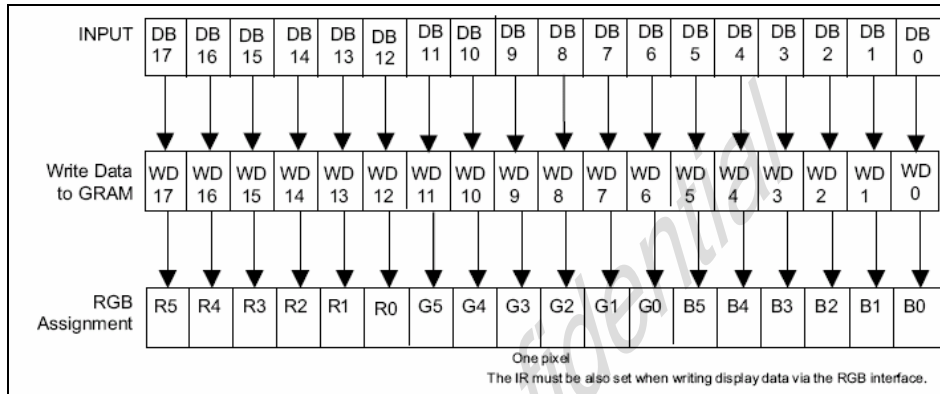 INPUT DB 17 DB 16 DB 15 DB 14 DB 13 DB 12 DB 11 DB 10 DB 9 DB 8 DB 7 DB 6 DB 5 DB 4 DB 3 DB 2 DB 1 DB 0
Write Data to GRAM WD 17 WD 16 WD 15 WD 14 WD 13 WD 12 WD 11 WD 10 WD 9 WD 8 WD 7 WD 6 WD 5 WD 4 WD 3 WD 2 WD 1 WD 0
RGB Assignment R5 R4 R3 R2 R1 R0 G5 G4 G3 G2 G1 G0 B5 B4 B3 B2 B1 B0
One pixel
The IR must be also set when writing display data via the RGB interface.
fidential